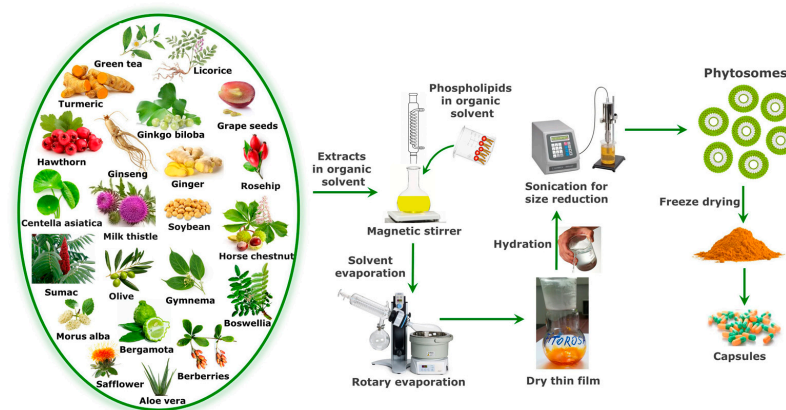 Green tea
Licorice
Turmeric
Ginkgo biloba
Grape seeds
Hawthorn
Ginseng
Ginger
Rosehip
Centella asiatica
Milk thistle
Soybean
Horse chestnut
Sumac
Olive
Gymnema
Boswellia
Morus alba
Bergamota
Berberries
Safflower
Aloe vera
Extracts
in organic
solvent
Phospholipids
in organic
solvent
Magnetic stirrer
Solvent
evaporation
Rotary evaporation
Dry thin film
Hydration
Sonication for
size reduction
Phytosomes
Freeze drying
Capsules